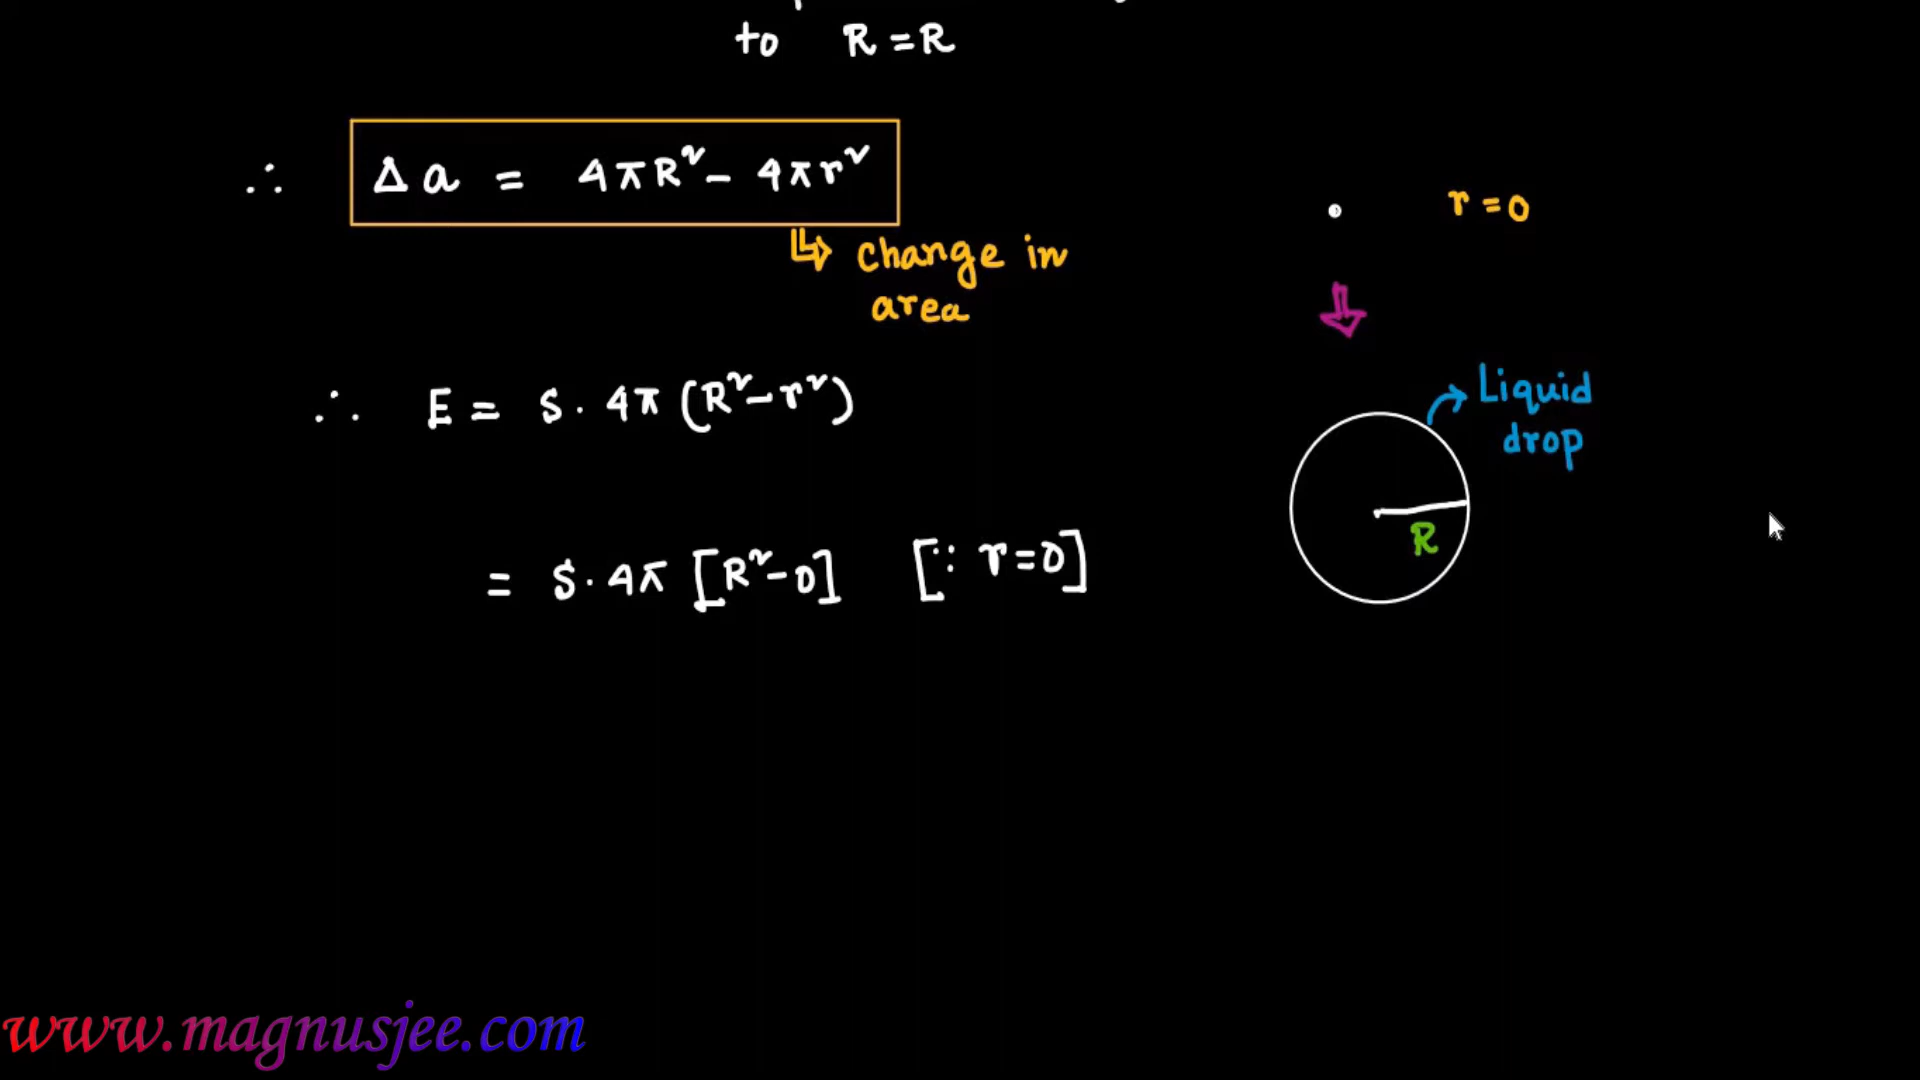 to R = R
∴ Δa = 4πR² - 4πr²
r = 0
change in
area
Liquid
drop
∴ E = S · 4π (R² - r²)
R
= S · 4π [R² - 0] [∵ r = 0]
www.magnusjee.com